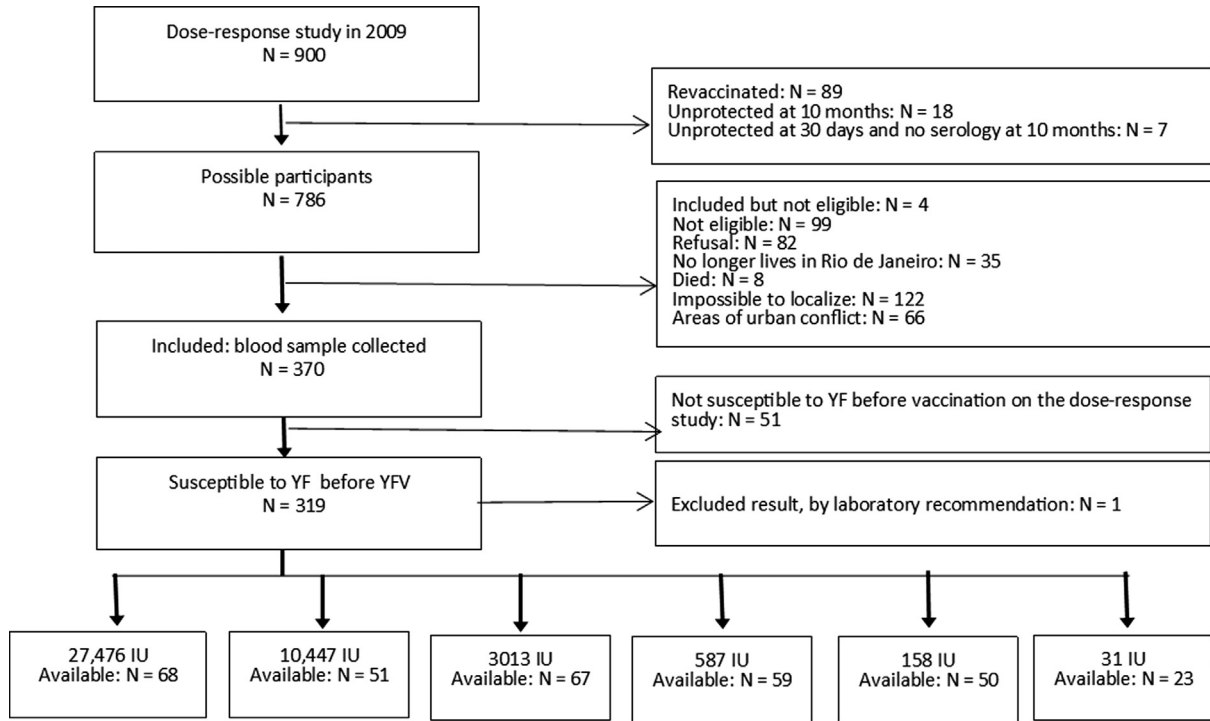 Dose-response study in 2009
N = 900
Revaccinated: N = 89
Unprotected at 10 months: N = 18
Unprotected at 30 days and no serology at 10 months: N = 7
Possible participants
N = 786
Included but not eligible: N = 4
Not eligible: N = 99
Refusal: N = 82
No longer lives in Rio de Janeiro: N = 35
Died: N = 8
Impossible to localize: N = 122
Areas of urban conflict: N = 66
Included: blood sample collected
N = 370
Not susceptible to YF before vaccination on the dose-response
study: N = 51
Susceptible to YF before YFV
N = 319
Excluded result, by laboratory recommendation: N = 1
27,476 IU
Available: N = 68
10,447 IU
Available: N = 51
3013 IU
Available: N = 67
587 IU
Available: N = 59
158 IU
Available: N = 50
31 IU
Available: N = 23